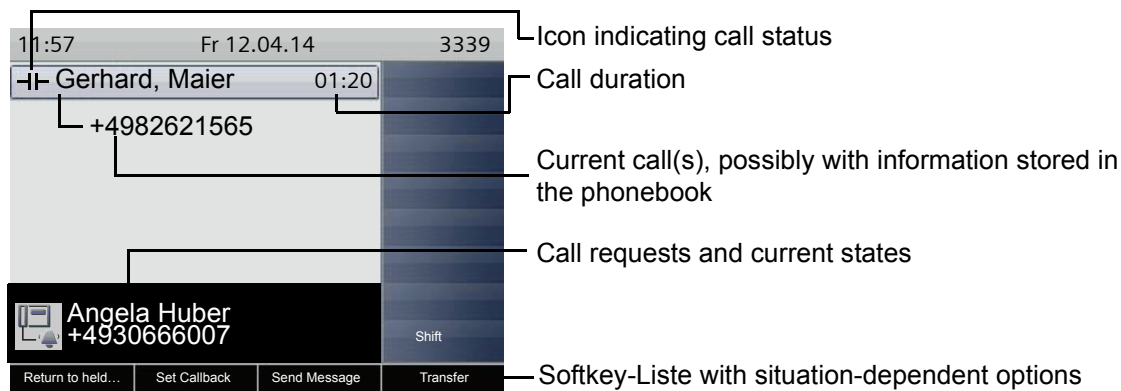 11:57 Fr 12.04.14 3339
Icon indicating call status
Gerhard, Maier 01:20
Call duration
+4982621565
Current call(s), possibly with information stored in
the phonebook
Call requests and current states
Angela Huber
+4930666007
Shift
Return to held... Set Callback Send Message Transfer
Softkey-Liste with situation-dependent options